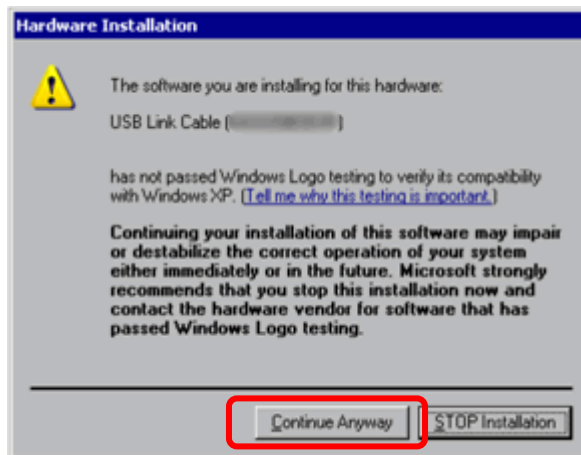 Hardware Installation
The software you are installing for this hardware:
USB Link Cable ( )
has not passed Windows Logo testing to verify its compatibility
with Windows XP. (Tell me why this testing is important.)
Continuing your installation of this software may impair
or destabilize the correct operation of your system
either immediately or in the future. Microsoft strongly
recommends that you stop this installation now and
contact the hardware vendor for software that has
passed Windows Logo testing.
Continue Anyway STOP Installation